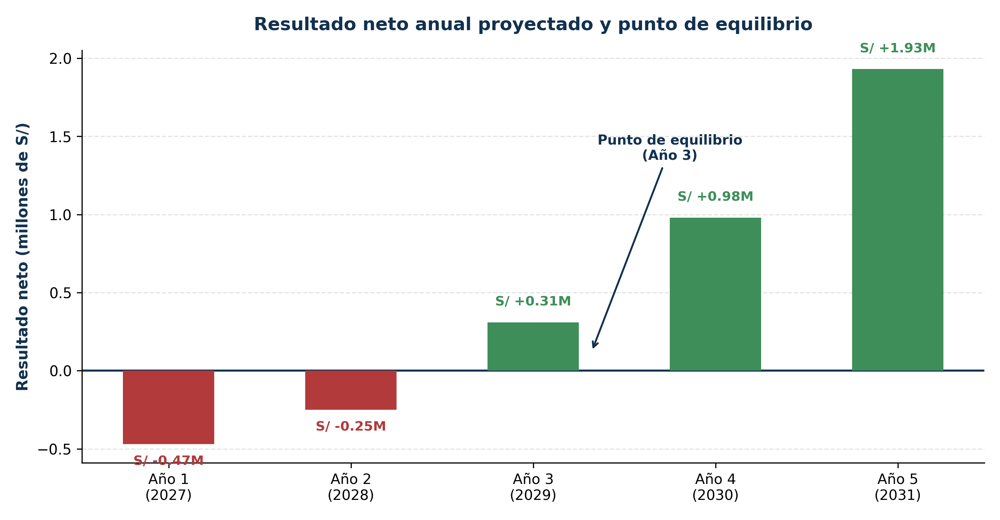 Resultado neto anual proyectado y punto de equilibrio
Resultado neto (millones de S/)
2.0
1.5
1.0
0.5
0.0
−0.5
S/ -0.47M
S/ -0.25M
S/ +0.31M
S/ +0.98M
S/ +1.93M
Punto de equilibrio
(Año 3)
Año 1
(2027)
Año 2
(2028)
Año 3
(2029)
Año 4
(2030)
Año 5
(2031)